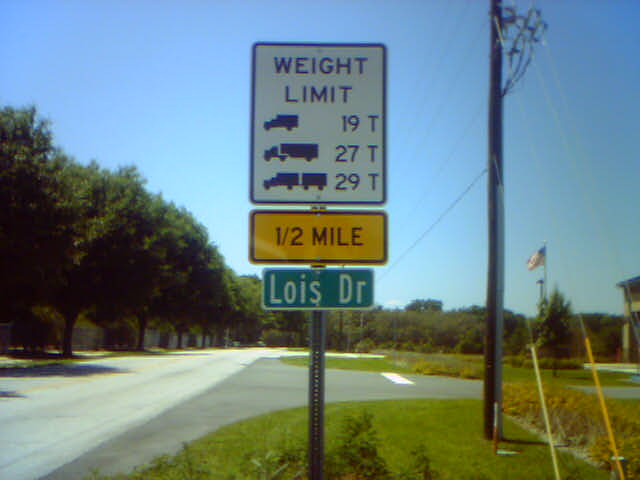 WEIGHT
LIMIT
19 T
27 T
29 T
1/2 MILE
Lois Dr